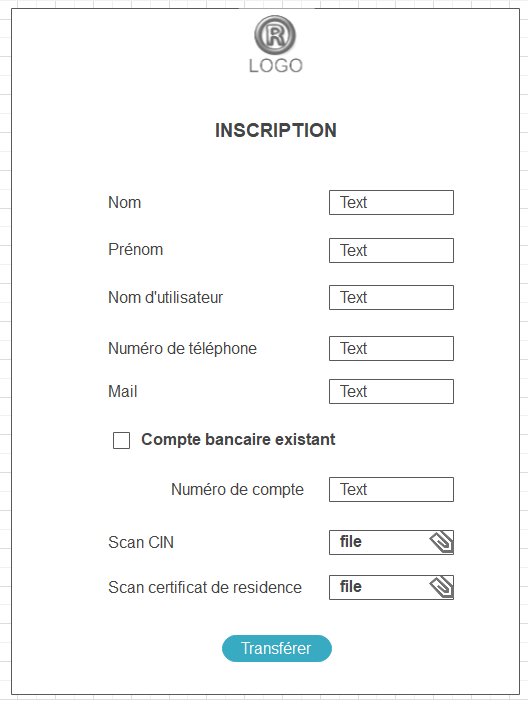 ®
LOGO
INSCRIPTION
Nom Text
Prénom Text
Nom d'utilisateur Text
Numéro de téléphone Text
Mail Text
Compte bancaire existant
Numéro de compte Text
Scan CIN file
Scan certificat de residence file
Transférer